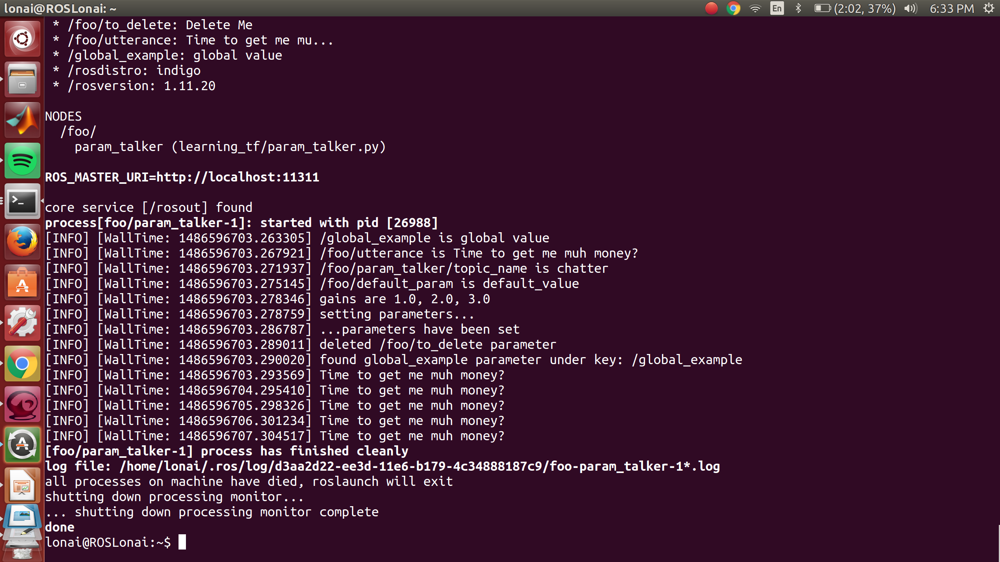 lonai@ROSLonai: ~
En (2:02, 37%) 6:33 PM
 * /foo/to_delete: Delete Me
 * /foo/utterance: Time to get me mu...
 * /global_example: global value
 * /rosdistro: indigo
 * /rosversion: 1.11.20
NODES
  /foo/
    param_talker (learning_tf/param_talker.py)
ROS_MASTER_URI=http://localhost:11311
core service [/rosout] found
process[foo/param_talker-1]: started with pid [26988]
[INFO] [WallTime: 1486596703.263305] /global_example is global value
[INFO] [WallTime: 1486596703.267921] /foo/utterance is Time to get me muh money?
[INFO] [WallTime: 1486596703.271937] /foo/param_talker/topic_name is chatter
[INFO] [WallTime: 1486596703.275145] /foo/default_param is default_value
[INFO] [WallTime: 1486596703.278346] gains are 1.0, 2.0, 3.0
[INFO] [WallTime: 1486596703.278759] setting parameters...
[INFO] [WallTime: 1486596703.286787] ...parameters have been set
[INFO] [WallTime: 1486596703.289011] deleted /foo/to_delete parameter
[INFO] [WallTime: 1486596703.290020] found global_example parameter under key: /global_example
[INFO] [WallTime: 1486596703.293569] Time to get me muh money?
[INFO] [WallTime: 1486596704.295410] Time to get me muh money?
[INFO] [WallTime: 1486596705.298326] Time to get me muh money?
[INFO] [WallTime: 1486596706.301234] Time to get me muh money?
[INFO] [WallTime: 1486596707.304517] Time to get me muh money?
[foo/param_talker-1] process has finished cleanly
log file: /home/lonai/.ros/log/d3aa2d22-ee3d-11e6-b179-4c34888187c9/foo-param_talker-1*.log
all processes on machine have died, roslaunch will exit
shutting down processing monitor...
... shutting down processing monitor complete
done
lonai@ROSLonai:~$